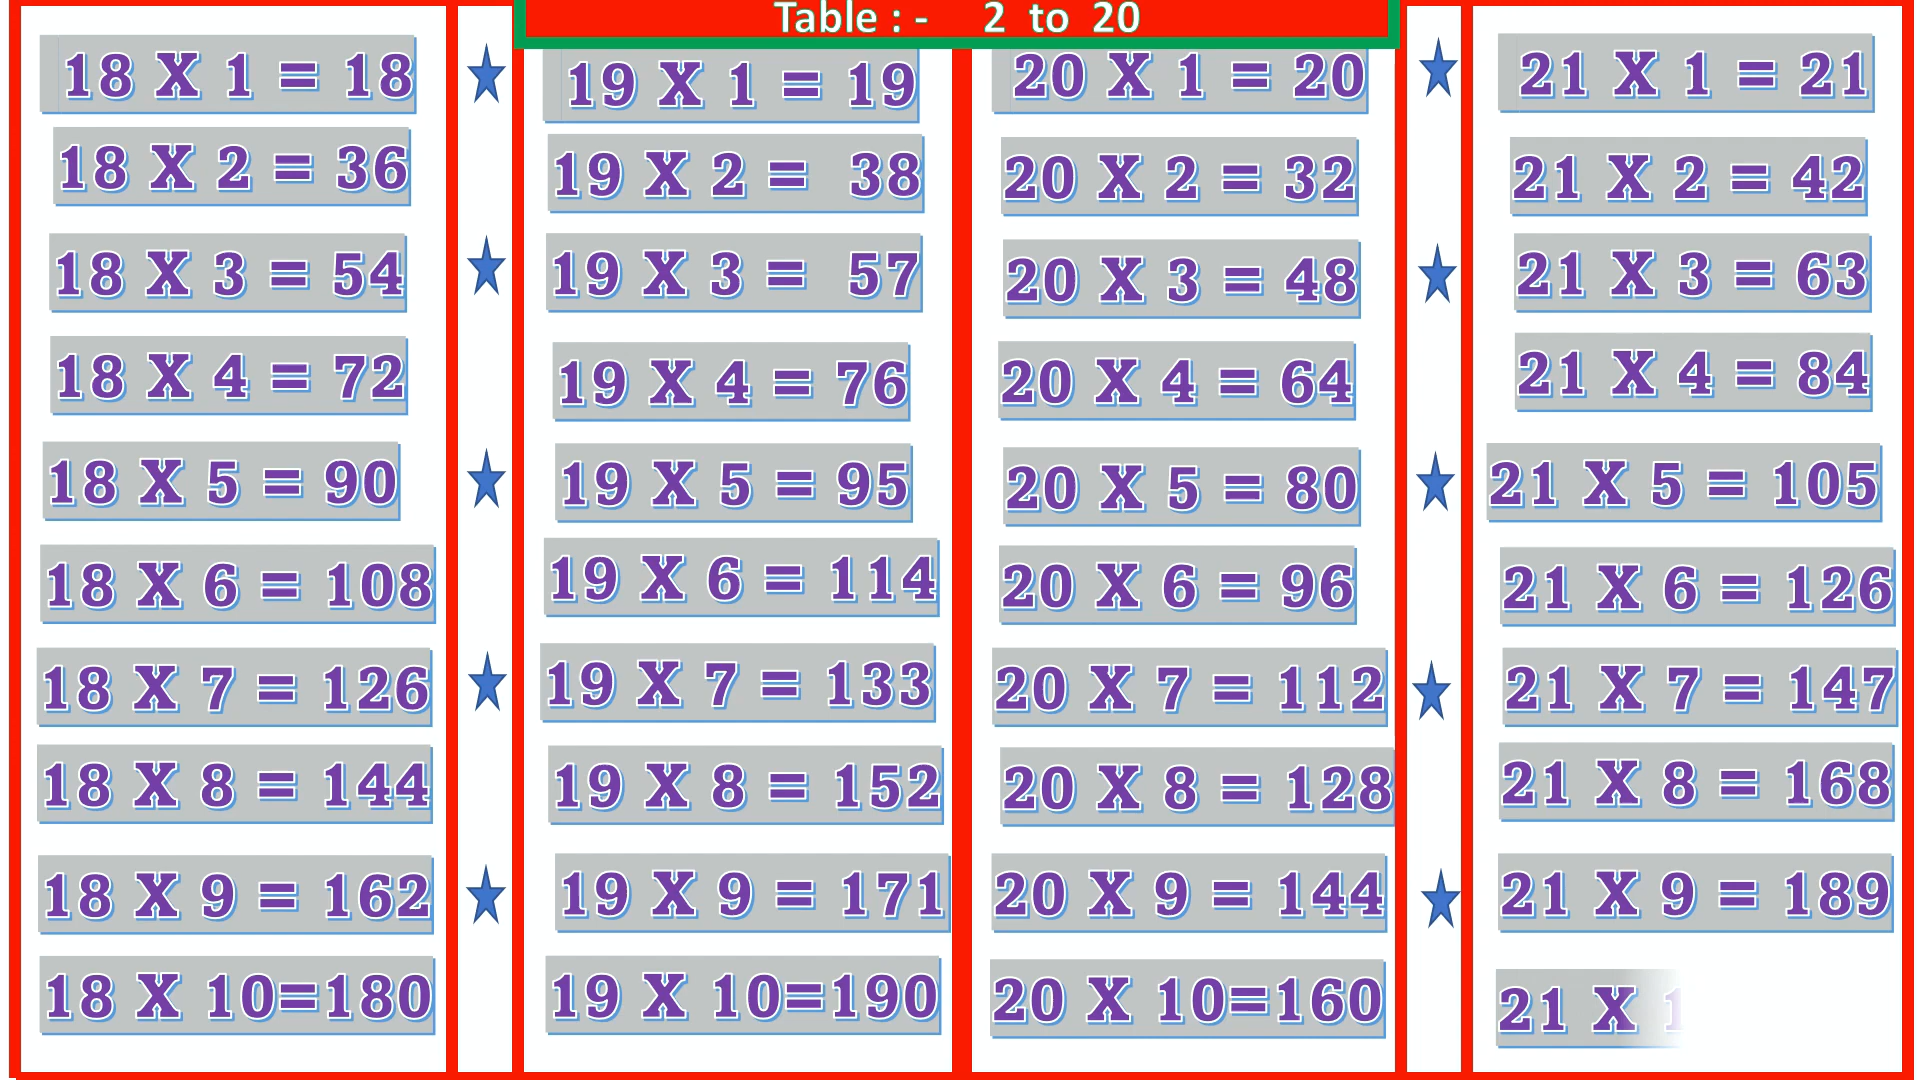 Table : - 2 to 20
18 X 1 = 18
18 X 2 = 36
18 X 3 = 54
18 X 4 = 72
18 X 5 = 90
18 X 6 = 108
18 X 7 = 126
18 X 8 = 144
18 X 9 = 162
18 X 10=180
19 X 1 = 19
19 X 2 = 38
19 X 3 = 57
19 X 4 = 76
19 X 5 = 95
19 X 6 = 114
19 X 7 = 133
19 X 8 = 152
19 X 9 = 171
19 X 10=190
20 X 1 = 20
20 X 2 = 32
20 X 3 = 48
20 X 4 = 64
20 X 5 = 80
20 X 6 = 96
20 X 7 = 112
20 X 8 = 128
20 X 9 = 144
20 X 10=160
21 X 1 = 21
21 X 2 = 42
21 X 3 = 63
21 X 4 = 84
21 X 5 = 105
21 X 6 = 126
21 X 7 = 147
21 X 8 = 168
21 X 9 = 189
21 X